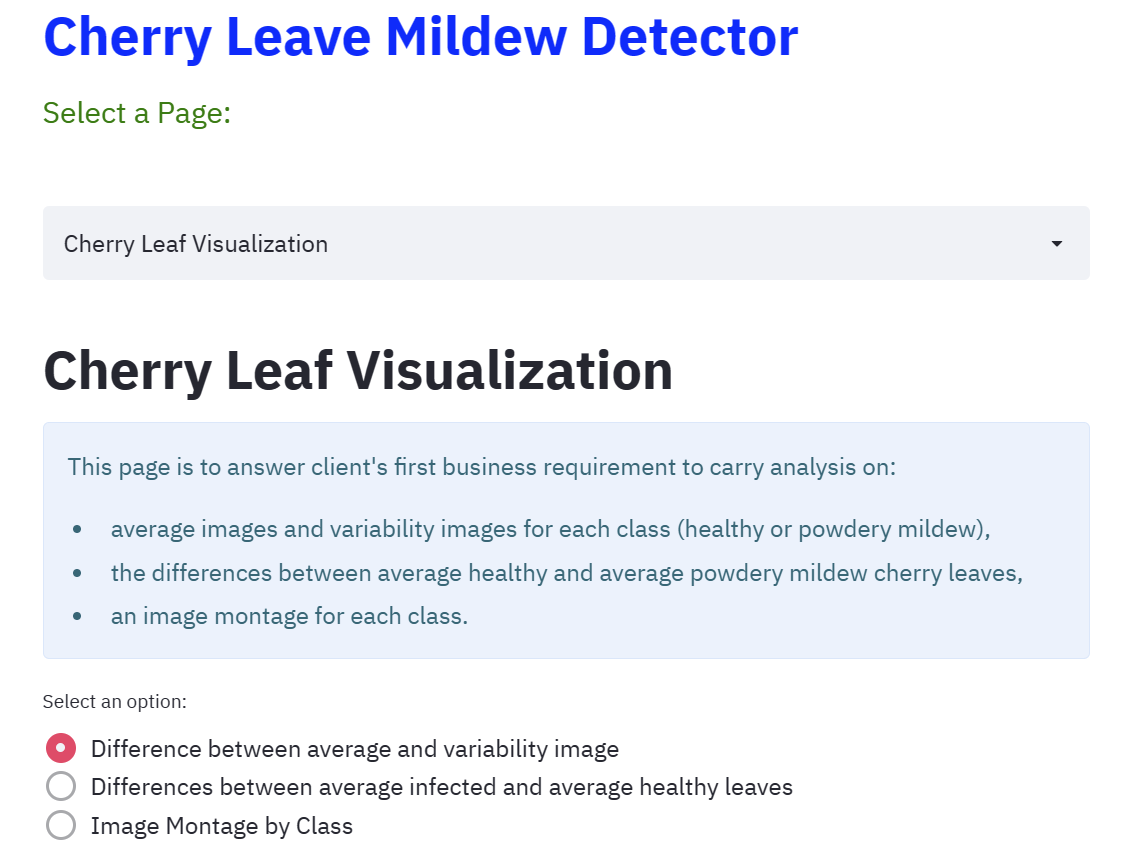 Cherry Leave Mildew Detector
Select a Page:
Cherry Leaf Visualization
Cherry Leaf Visualization
This page is to answer client's first business requirement to carry analysis on:
• average images and variability images for each class (healthy or powdery mildew),
• the differences between average healthy and average powdery mildew cherry leaves,
• an image montage for each class.
Select an option:
Difference between average and variability image
Differences between average infected and average healthy leaves
Image Montage by Class